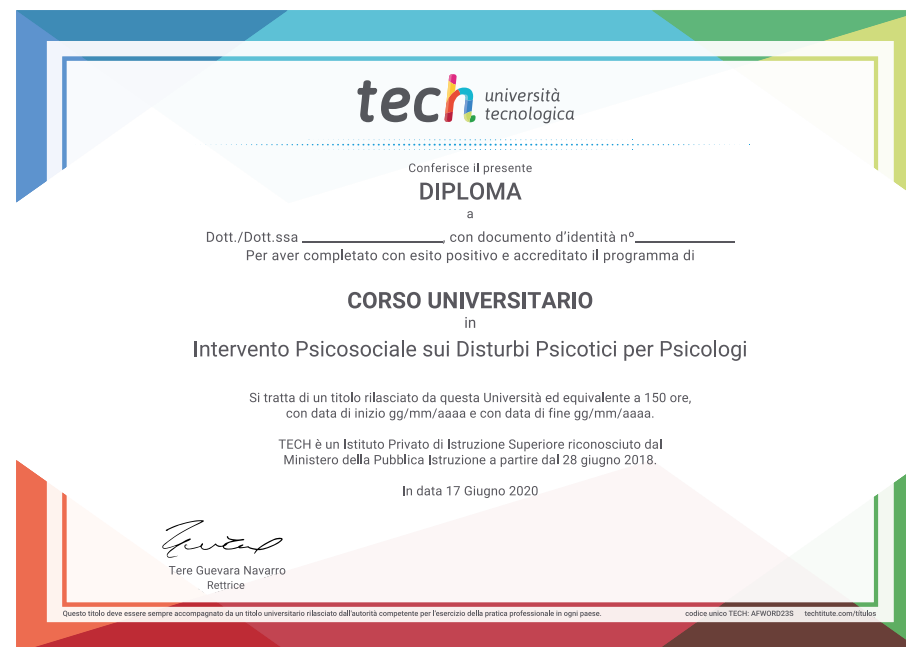 tech università
tecnologica
Conferisce il presente
DIPLOMA
a
Dott./Dott.ssa ____________________, con documento d'identità nº______________
Per aver completato con esito positivo e accreditato il programma di
CORSO UNIVERSITARIO
in
Intervento Psicosociale sui Disturbi Psicotici per Psicologi
Si tratta di un titolo rilasciato da questa Università ed equivalente a 150 ore,
con data di inizio gg/mm/aaaa e con data di fine gg/mm/aaaa.
TECH è un Istituto Privato di Istruzione Superiore riconosciuto dal
Ministero della Pubblica Istruzione a partire dal 28 giugno 2018.
In data 17 Giugno 2020
Tere Guevara Navarro
Rettrice
Questo titolo deve essere sempre accompagnato da un titolo universitario rilasciato dall'autorità competente per l'esercizio della pratica professionale in ogni paese. codice unico TECH: AFWORD23S techtitute.com/títulos